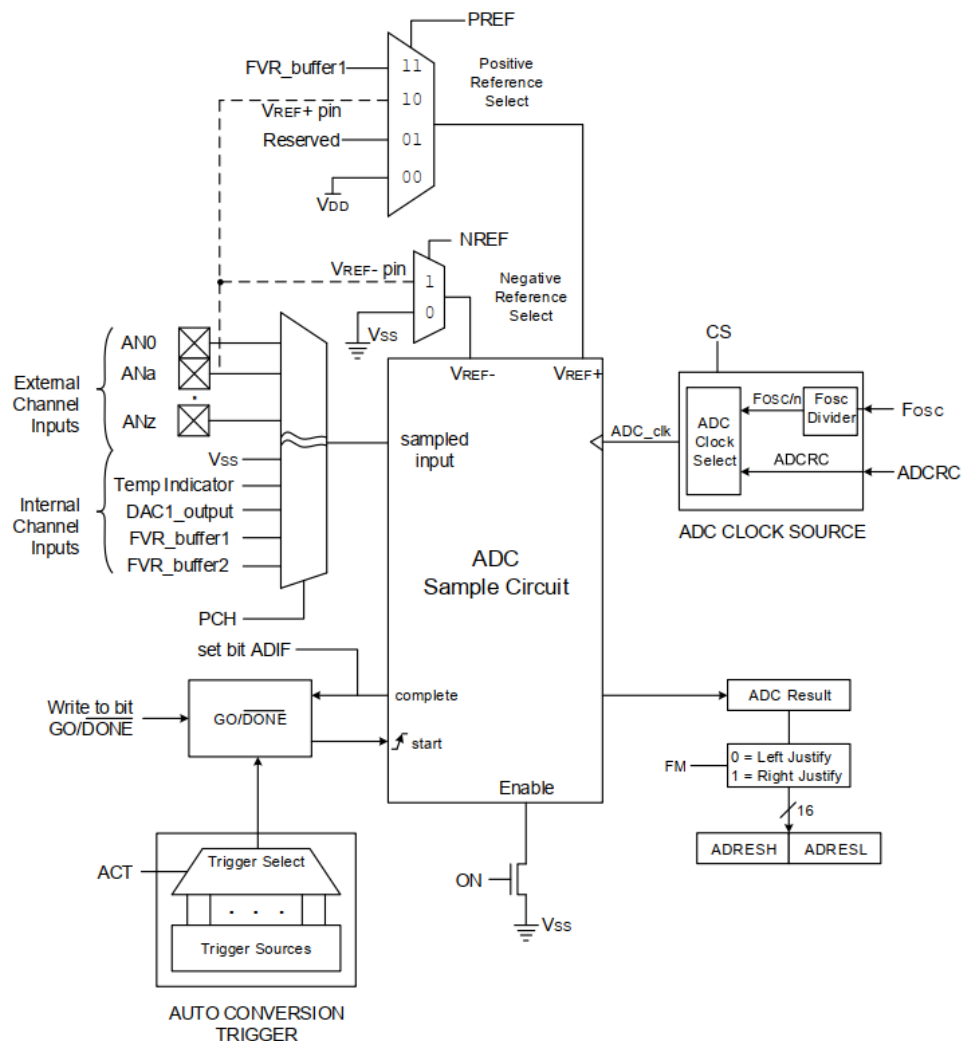 PREF
FVR_buffer1
11
Positive
Reference
Select
VREF+ pin
10
Reserved
01
00
VDD
NREF
VREF- pin
1
Negative
Reference
Select
0
VSS
External
Channel
Inputs
AN0
ANa
.
ANz
VSS
Internal
Channel
Inputs
Temp Indicator
DAC1_output
FVR_buffer1
FVR_buffer2
PCH
VREF-
VREF+
sampled
input
ADC_clk
CS
ADC
Clock
Select
FOSC/n
Fosc
Divider
FOSC
ADCRC
ADCRC
ADC CLOCK SOURCE
ADC
Sample Circuit
set bit ADIF
complete
Write to bit
GO/DONE
GO/DONE
start
Enable
ADC Result
FM
0 = Left Justify
1 = Right Justify
16
ADRESH
ADRESL
ON
VSS
ACT
Trigger Select
. . .
Trigger Sources
AUTO CONVERSION
TRIGGER